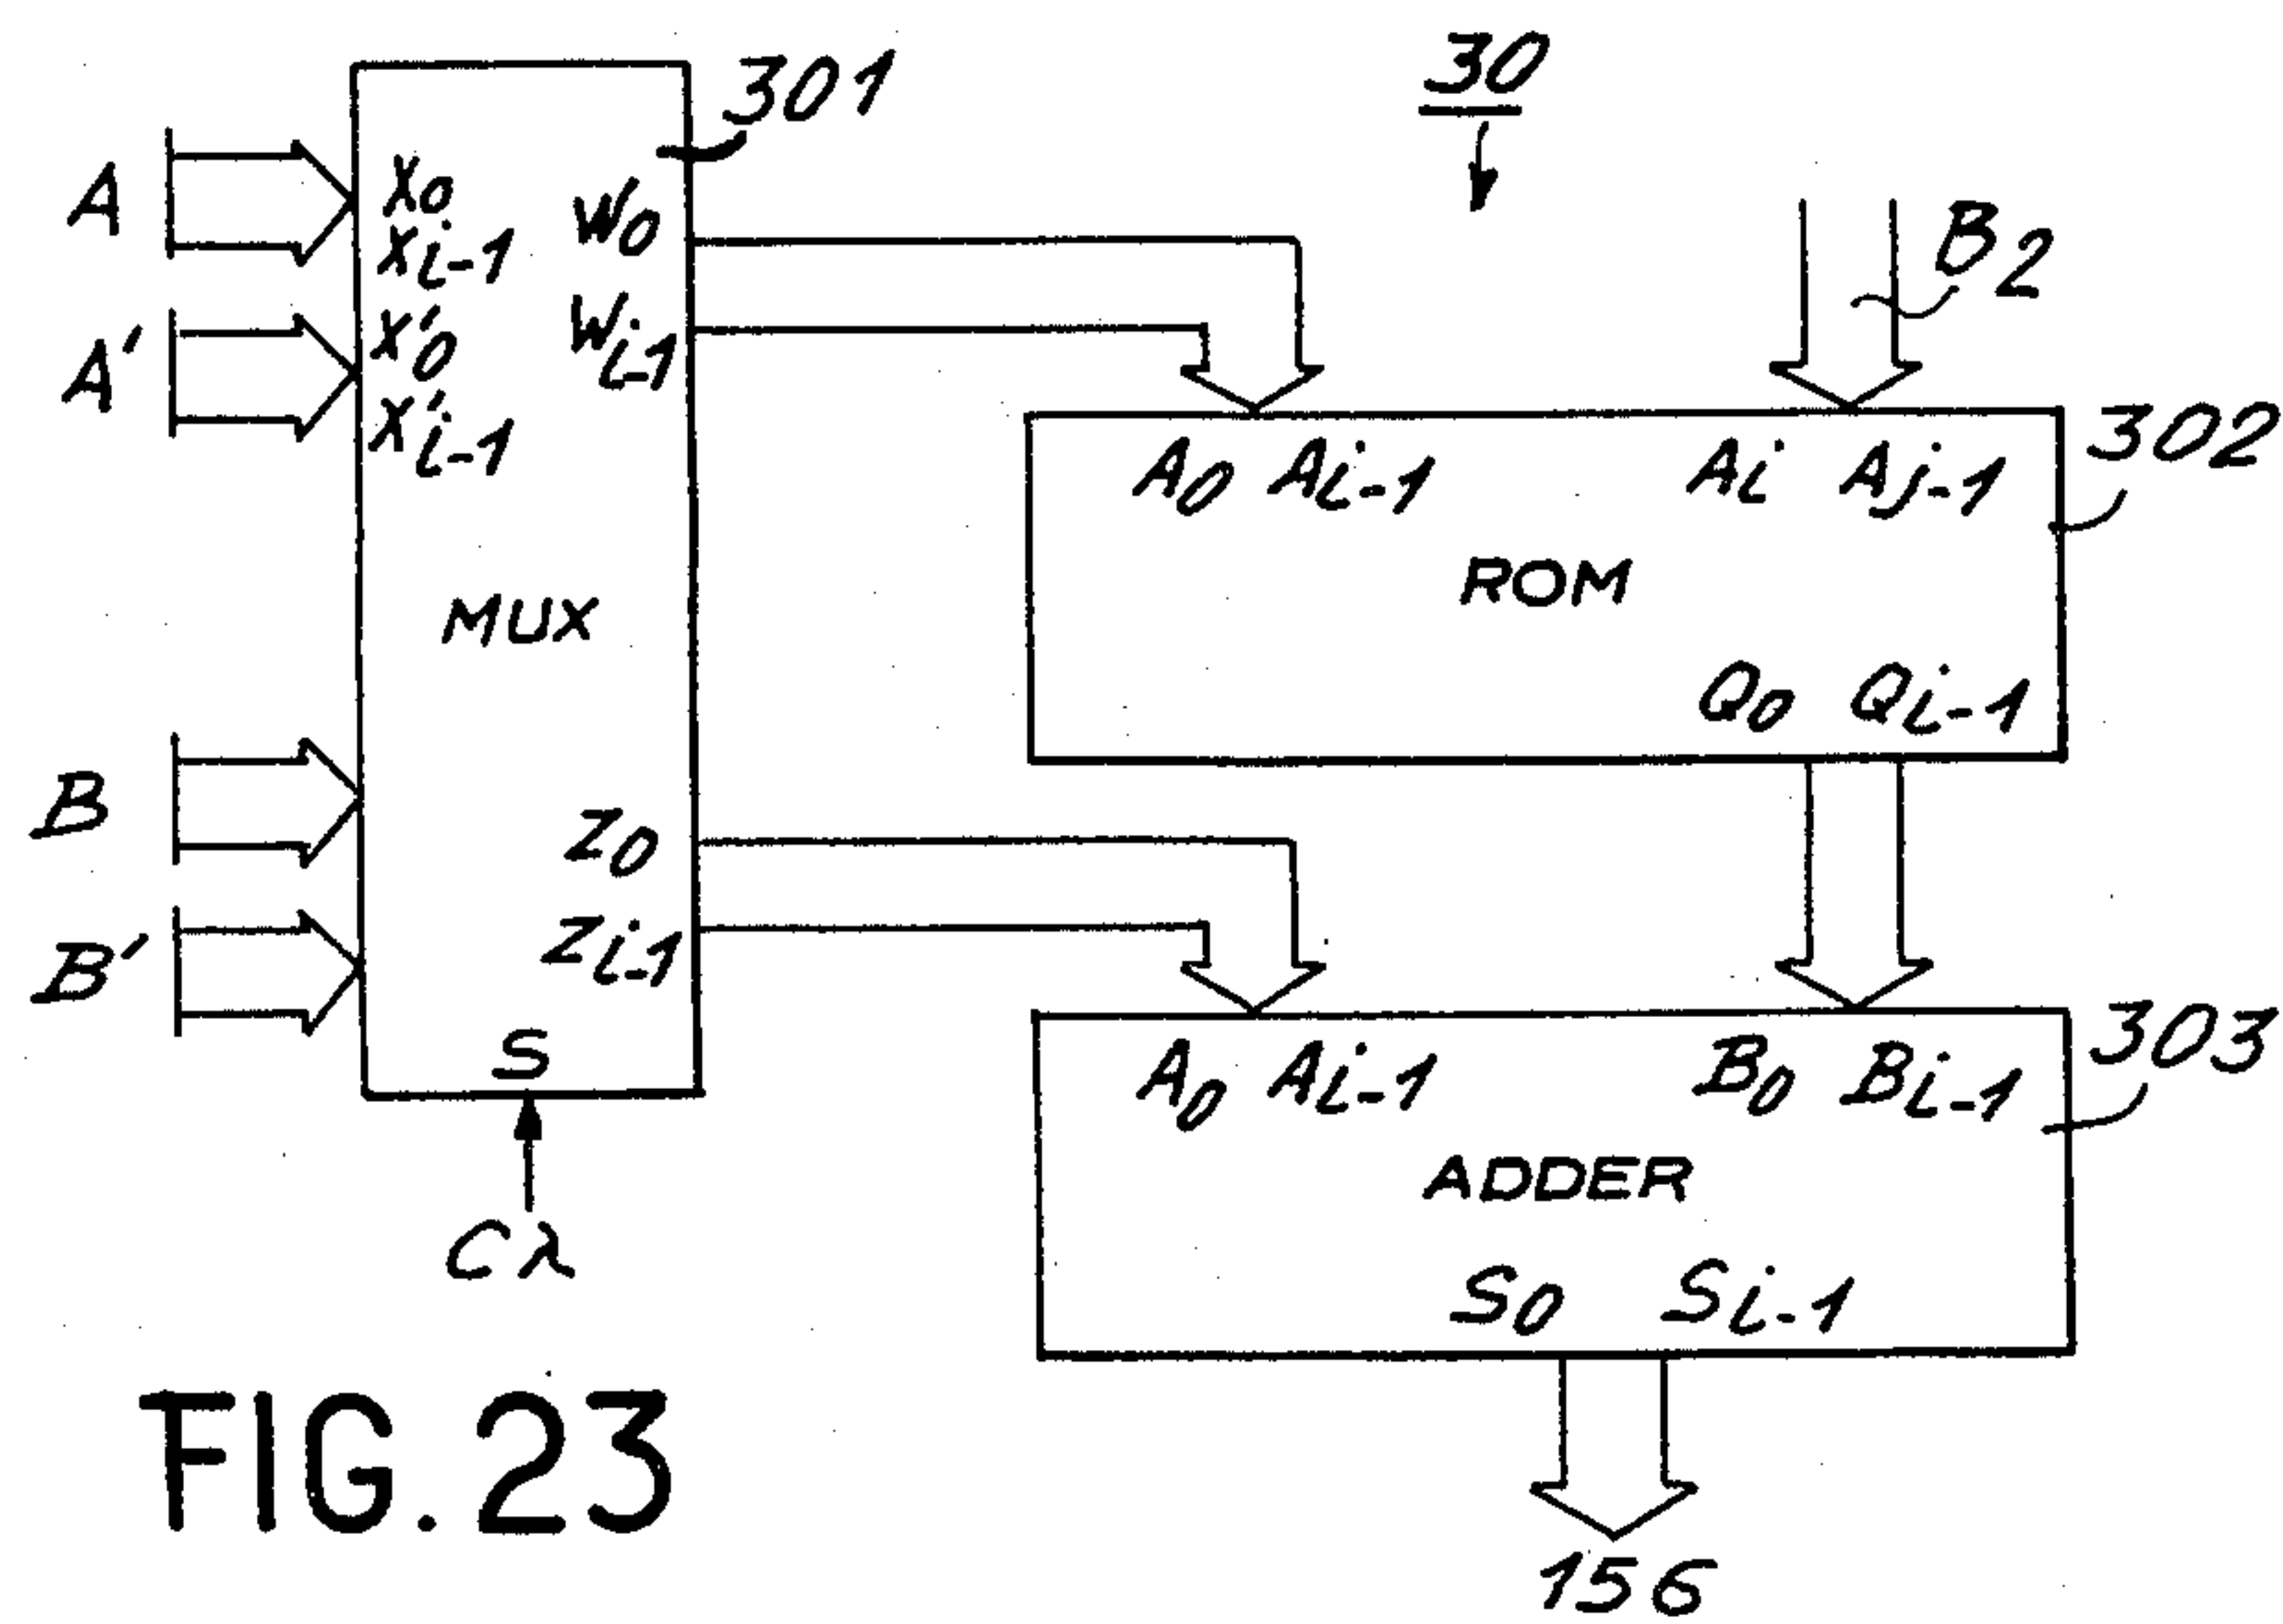 30
301
A
X0
Xi-1
W0
A'
X'0
X'i-1
Wi-1
B2
302
A0 Ai-1
Ai Aj-1
ROM
MUX
Q0 Qi-1
B
Z0
B'
Zi-1
S
Cλ
303
A0 Ai-1
B0 Bi-1
ADDER
S0 Si-1
156
FIG. 23